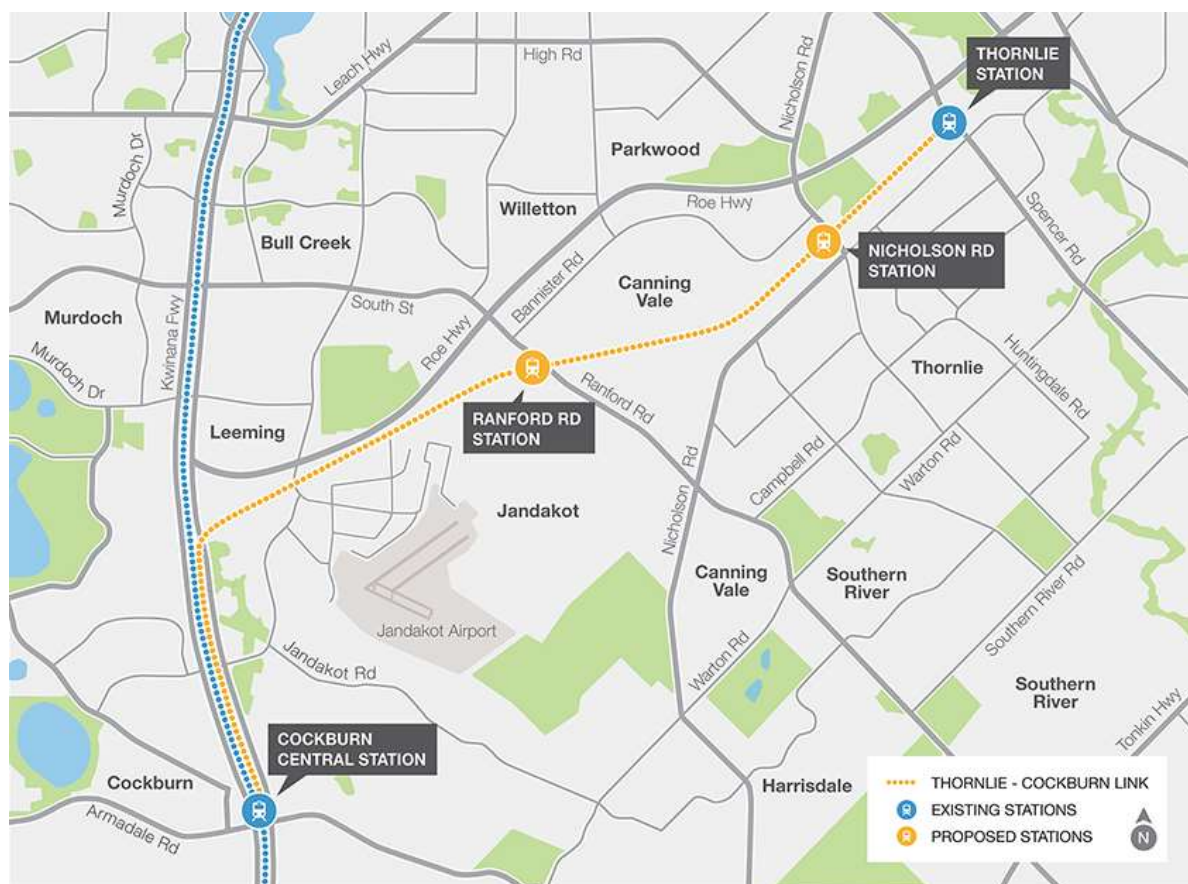 Leach Hwy
High Rd
Nicholson Rd
THORNLIE
STATION
Murdoch Dr
Parkwood
Roe Hwy
Willetton
Spencer Rd
Bull Creek
NICHOLSON RD
STATION
Bannister Rd
Canning
Vale
South St
Murdoch
Kwinana Fwy
Roe Hwy
Murdoch Dr
Thornlie
Huntingdale Rd
Ranford Rd
RANFORD RD
STATION
Leeming
Campbell Rd
Warton Rd
Nicholson Rd
Jandakot
Canning
Vale
Southern
River
Southern River Rd
Jandakot Airport
Jandakot Rd
Warton Rd
Southern
River
Tonkin Hwy
COCKBURN
CENTRAL STATION
Cockburn
Armadale Rd
Harrisdale
THORNLIE - COCKBURN LINK
EXISTING STATIONS
PROPOSED STATIONS
N